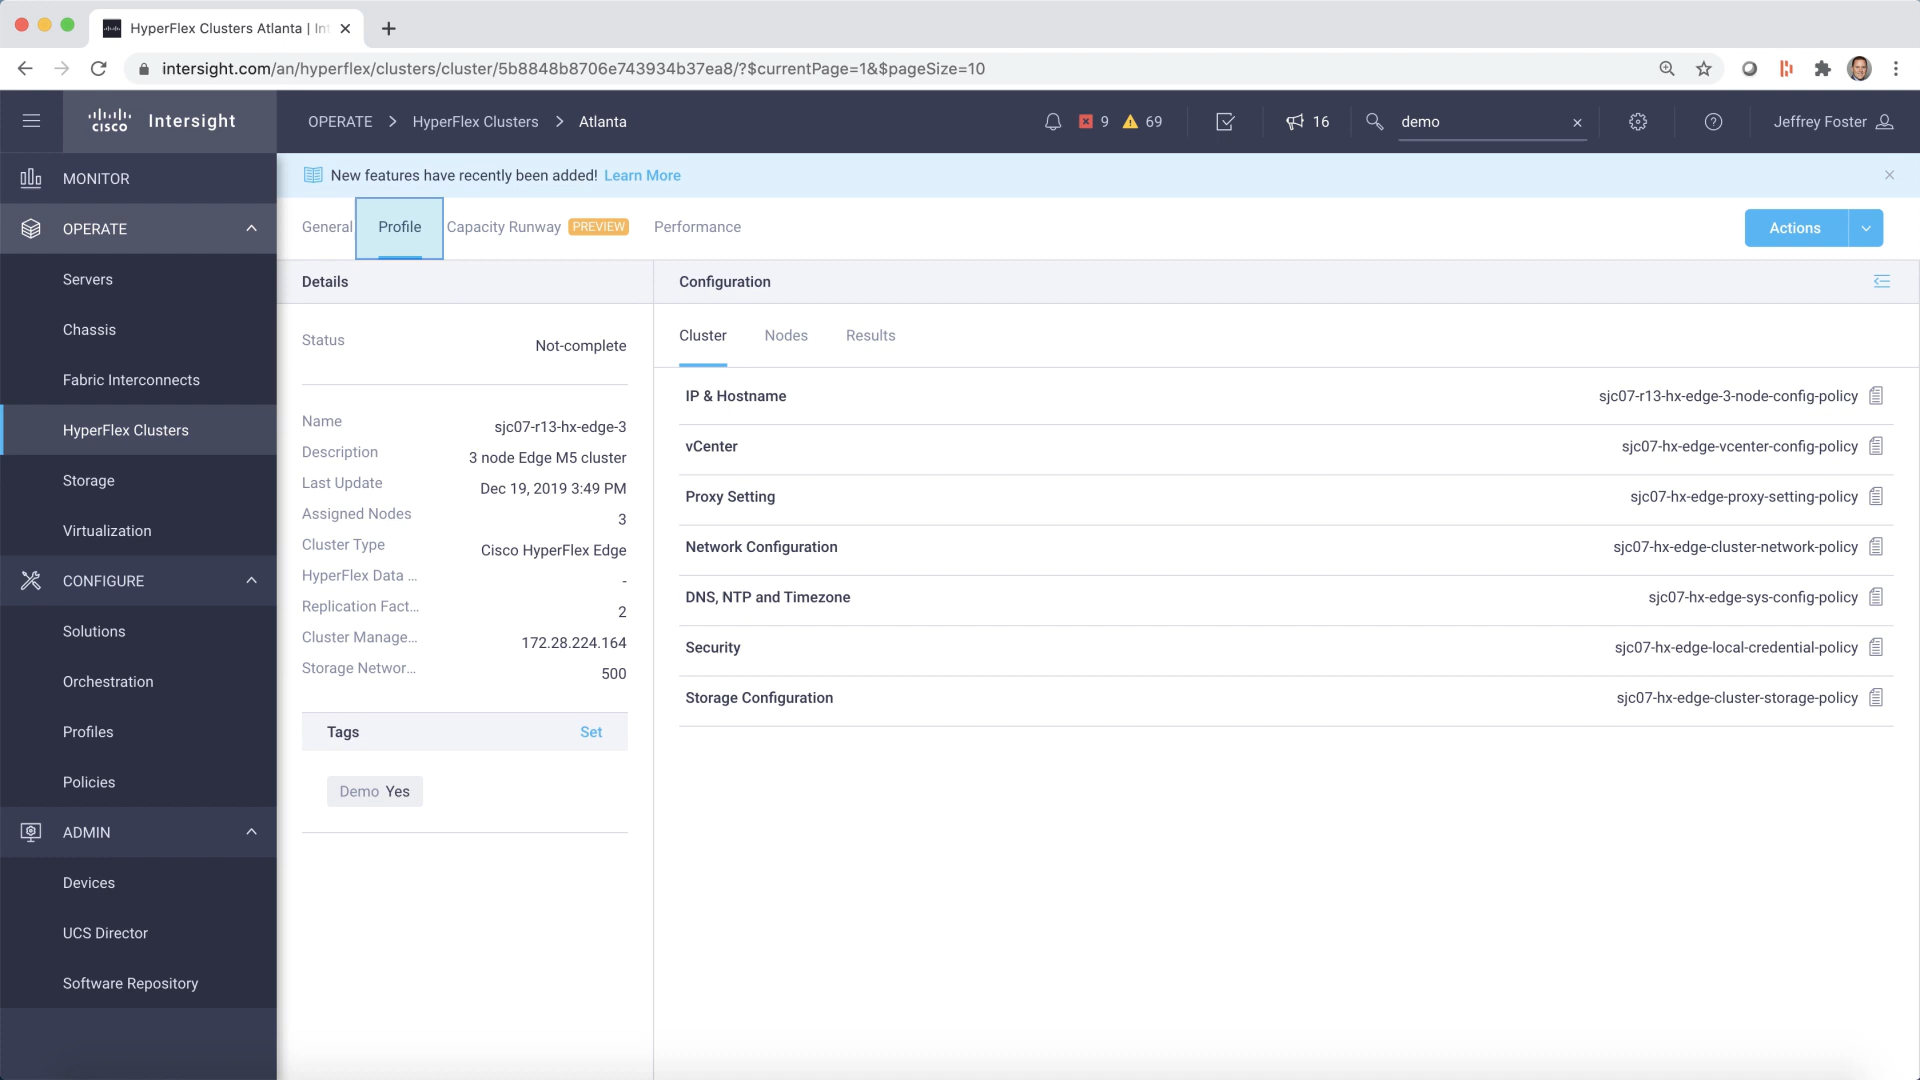 HyperFlex Clusters Atlanta | Int
intersight.com/an/hyperflex/clusters/cluster/5b8848b8706e743934b37ea8/?$currentPage=1&$pageSize=10
cisco Intersight
OPERATE > HyperFlex Clusters > Atlanta
9 69 16 demo Jeffrey Foster
New features have recently been added! Learn More
General Profile Capacity Runway PREVIEW Performance
Actions
MONITOR
OPERATE
Servers
Chassis
Fabric Interconnects
HyperFlex Clusters
Storage
Virtualization
CONFIGURE
Solutions
Orchestration
Profiles
Policies
ADMIN
Devices
UCS Director
Software Repository
Details
Status Not-complete
Name sjc07-r13-hx-edge-3
Description 3 node Edge M5 cluster
Last Update Dec 19, 2019 3:49 PM
Assigned Nodes 3
Cluster Type Cisco HyperFlex Edge
HyperFlex Data ... -
Replication Fact... 2
Cluster Manage... 172.28.224.164
Storage Networ... 500
Tags Set
Demo Yes
Configuration
Cluster Nodes Results
IP & Hostname sjc07-r13-hx-edge-3-node-config-policy
vCenter sjc07-hx-edge-vcenter-config-policy
Proxy Setting sjc07-hx-edge-proxy-setting-policy
Network Configuration sjc07-hx-edge-cluster-network-policy
DNS, NTP and Timezone sjc07-hx-edge-sys-config-policy
Security sjc07-hx-edge-local-credential-policy
Storage Configuration sjc07-hx-edge-cluster-storage-policy